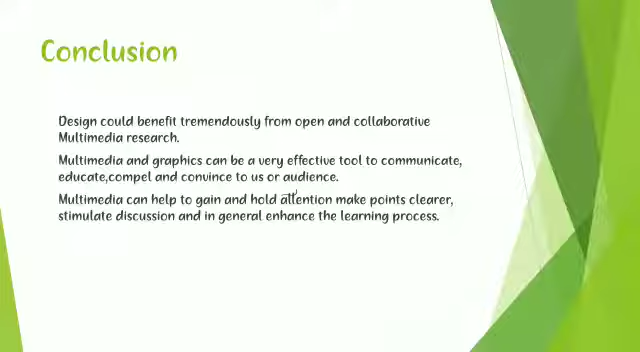 Conclusion
Design could benefit tremendously from open and collaborative
Multimedia research.
Multimedia and graphics can be a very effective tool to communicate,
educate,compel and convince to us or audience.
Multimedia can help to gain and hold attention make points clearer,
stimulate discussion and in general enhance the learning process.